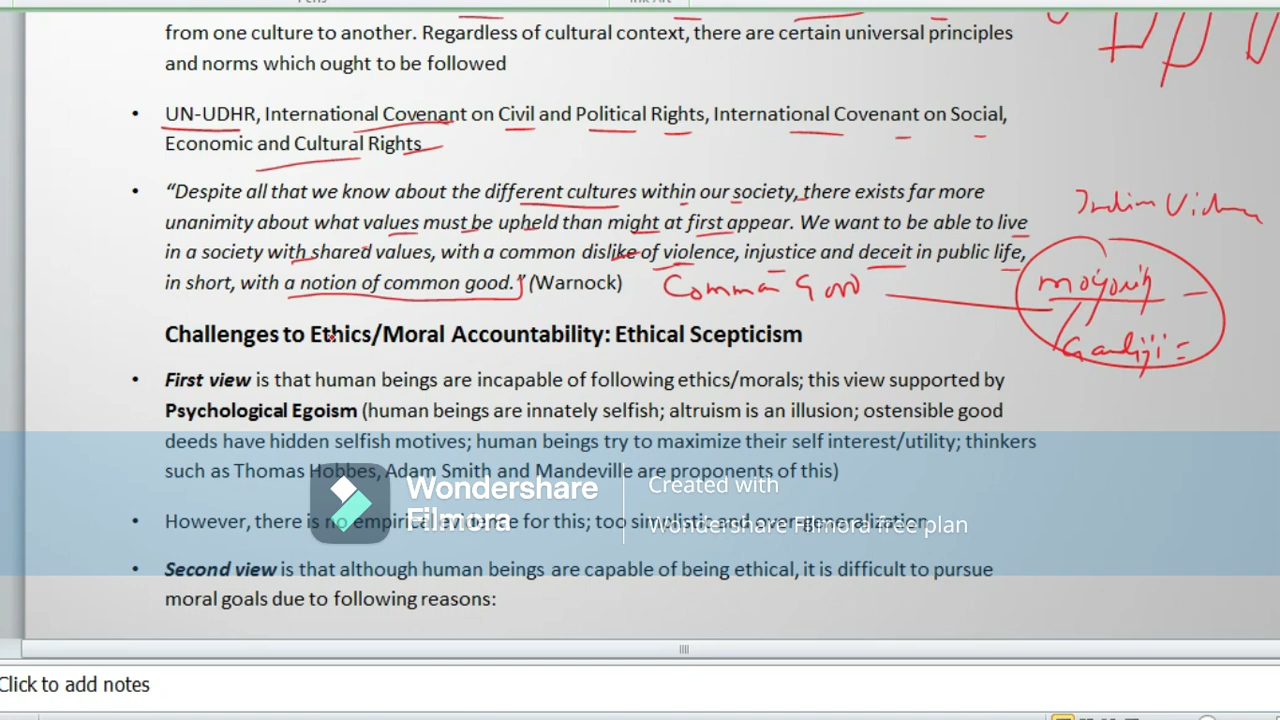 from one culture to another. Regardless of cultural context, there are certain universal principles
and norms which ought to be followed
• UN-UDHR, International Covenant on Civil and Political Rights, International Covenant on Social,
Economic and Cultural Rights
• “Despite all that we know about the different cultures within our society, there exists far more
unanimity about what values must be upheld than might at first appear. We want to be able to live
in a society with shared values, with a common dislike of violence, injustice and deceit in public life,
in short, with a notion of common good.” (Warnock)
Common Good
majority
Gandiji =
Challenges to Ethics/Moral Accountability: Ethical Scepticism
• First view is that human beings are incapable of following ethics/morals; this view supported by
Psychological Egoism (human beings are innately selfish; altruism is an illusion; ostensible good
deeds have hidden selfish motives; human beings try to maximize their self interest/utility; thinkers
such as Thomas Hobbes, Adam Smith and Mandeville are proponents of this)
Wondershare
Filmora
Created with
Wondershare Filmora free plan
• However, there is no empirical evidence for this; too simplistic and over generalization
• Second view is that although human beings are capable of being ethical, it is difficult to pursue
moral goals due to following reasons:
Click to add notes